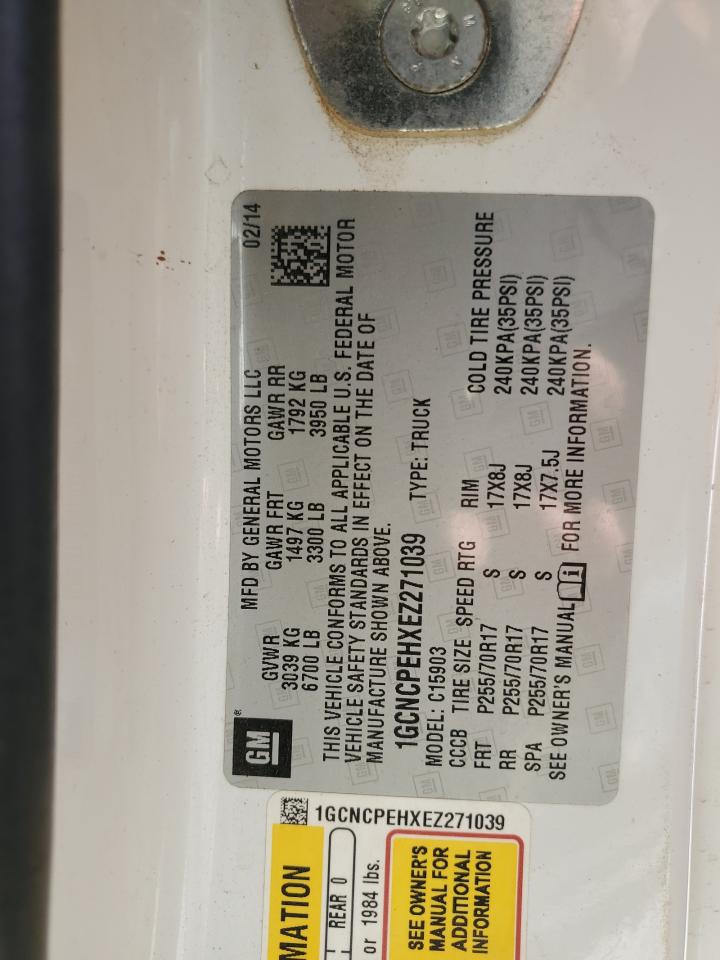 MFD BY GENERAL MOTORS LLC 02/14
GVWR GAWR FRT GAWR RR
3039 KG 1497 KG 1792 KG
6700 LB 3300 LB 3950 LB
THIS VEHICLE CONFORMS TO ALL APPLICABLE U.S. FEDERAL MOTOR
VEHICLE SAFETY STANDARDS IN EFFECT ON THE DATE OF
MANUFACTURE SHOWN ABOVE.
1GCNCPEHXEZ271039 TYPE: TRUCK
MODEL: C15903
CCCB TIRE SIZE SPEED RTG RIM COLD TIRE PRESSURE
FRT P255/70R17 S 17X8J 240KPA(35PSI)
RR P255/70R17 S 17X8J 240KPA(35PSI)
SPA P255/70R17 S 17X7.5J 240KPA(35PSI)
SEE OWNER'S MANUAL i FOR MORE INFORMATION.
GM®
1GCNCPEHXEZ271039
MATION
REAR 0
or 1984 lbs.
SEE OWNER'S
MANUAL FOR
ADDITIONAL
INFORMATION